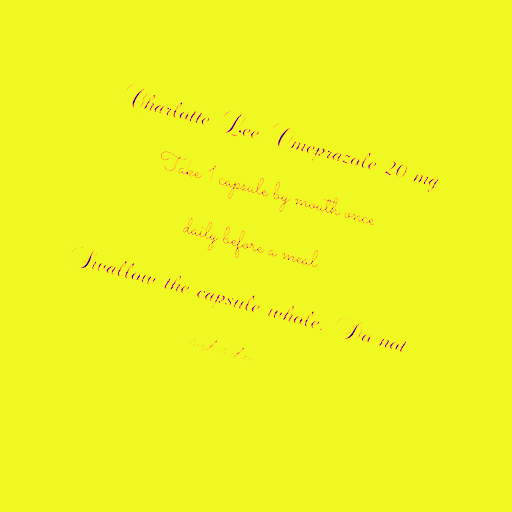 Charlotte Lee Omeprazole 20 mg
Take 1 capsule by mouth once
daily before a meal
Swallow the capsule whole. Do not